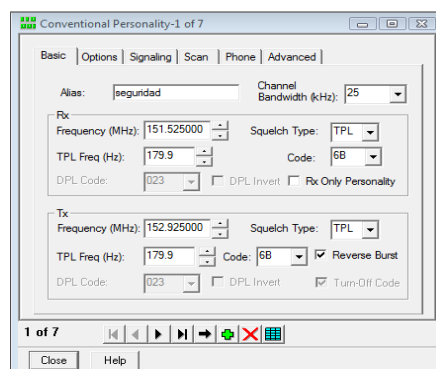 Conventional Personality-1 of 7
Basic Options Signaling Scan Phone Advanced
Alias: seguridad Channel Bandwidth (kHz): 25
Rx
Frequency (MHz): 151.525000 Squelch Type: TPL
TPL Freq (Hz): 179.9 Code: 6B
DPL Code: 023 DPL Invert Rx Only Personality
Tx
Frequency (MHz): 152.925000 Squelch Type: TPL
TPL Freq (Hz): 179.9 Code: 6B Reverse Burst
DPL Code: 023 DPL Invert Turn-Off Code
1 of 7
Close Help